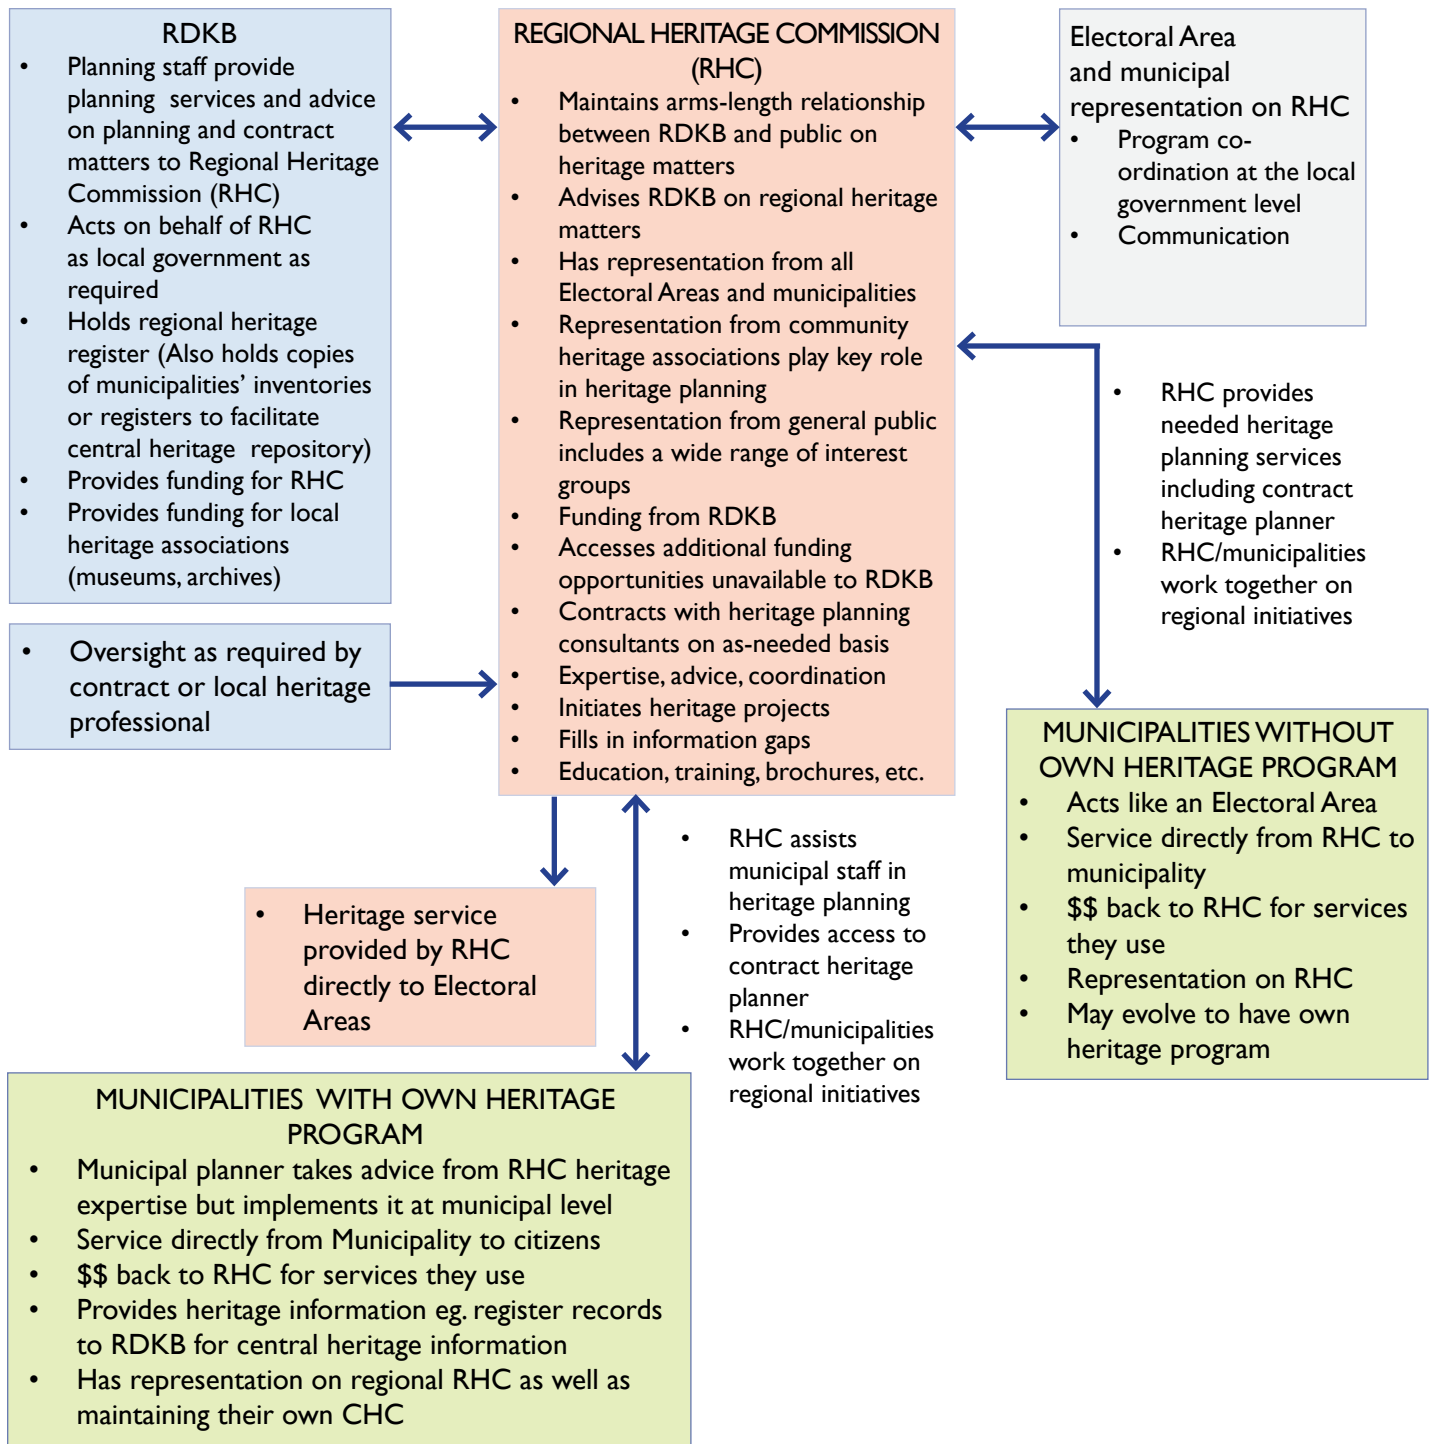 RDKB
• Planning staff provide
planning services and advice
on planning and contract
matters to Regional Heritage
Commission (RHC)
• Acts on behalf of RHC
as local government as
required
• Holds regional heritage
register (Also holds copies
of municipalities’ inventories
or registers to facilitate
central heritage repository)
• Provides funding for RHC
• Provides funding for local
heritage associations
(museums, archives)
• Oversight as required by
contract or local heritage
professional
REGIONAL HERITAGE COMMISSION
(RHC)
• Maintains arms-length relationship
between RDKB and public on
heritage matters
• Advises RDKB on regional heritage
matters
• Has representation from all
Electoral Areas and municipalities
• Representation from community
heritage associations play key role
in heritage planning
• Representation from general public
includes a wide range of interest
groups
• Funding from RDKB
• Accesses additional funding
opportunities unavailable to RDKB
• Contracts with heritage planning
consultants on as-needed basis
• Expertise, advice, coordination
• Initiates heritage projects
• Fills in information gaps
• Education, training, brochures, etc.
Electoral Area
and municipal
representation on RHC
• Program co-
ordination at the local
government level
• Communication
• RHC provides
needed heritage
planning services
including contract
heritage planner
• RHC/municipalities
work together on
regional initiatives
MUNICIPALITIES WITHOUT
OWN HERITAGE PROGRAM
• Acts like an Electoral Area
• Service directly from RHC to
municipality
• $$ back to RHC for services
they use
• Representation on RHC
• May evolve to have own
heritage program
• Heritage service
provided by RHC
directly to Electoral
Areas
• RHC assists
municipal staff in
heritage planning
• Provides access to
contract heritage
planner
• RHC/municipalities
work together on
regional initiatives
MUNICIPALITIES WITH OWN HERITAGE
PROGRAM
• Municipal planner takes advice from RHC heritage
expertise but implements it at municipal level
• Service directly from Municipality to citizens
• $$ back to RHC for services they use
• Provides heritage information eg. register records
to RDKB for central heritage information
• Has representation on regional RHC as well as
maintaining their own CHC